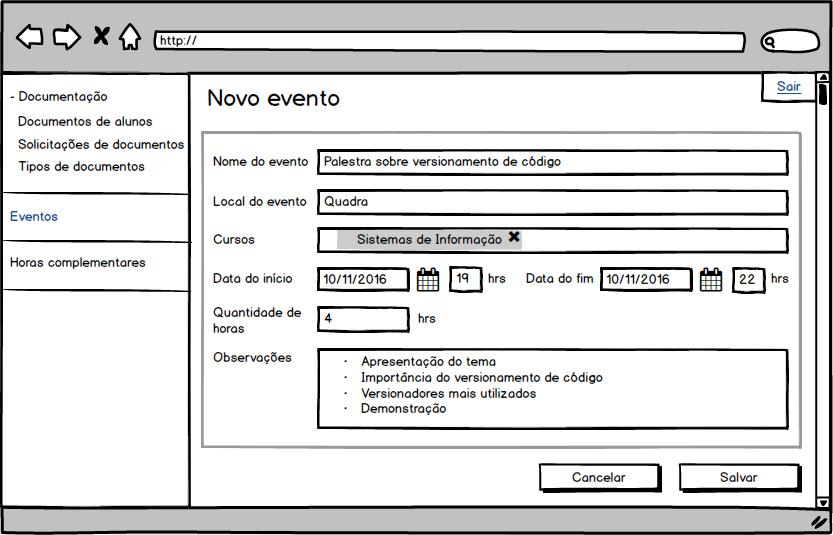 http://
- Documentação
Documentos de alunos
Solicitações de documentos
Tipos de documentos
Eventos
Horas complementares
Sair
Novo evento
Nome do evento Palestra sobre versionamento de código
Local do evento Quadra
Cursos Sistemas de Informação
Data do início 10/11/2016 19 hrs Data do fim 10/11/2016 22 hrs
Quantidade de
horas 4 hrs
Observações
· Apresentação do tema
· Importância do versionamento de código
· Versionadores mais utilizados
· Demonstração
Cancelar Salvar